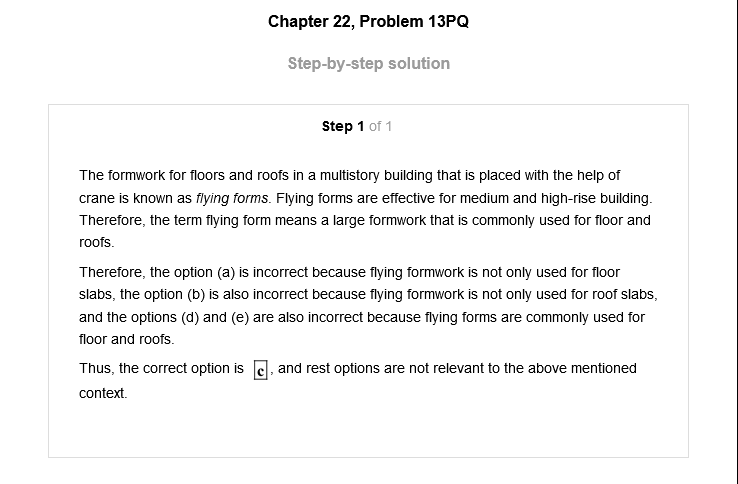 Chapter 22, Problem 13PQ
Step-by-step solution
Step 1 of 1
The formwork for floors and roofs in a multistory building that is placed with the help of
crane is known as flying forms. Flying forms are effective for medium and high-rise building.
Therefore, the term flying form means a large formwork that is commonly used for floor and
roofs.
Therefore, the option (a) is incorrect because flying formwork is not only used for floor
slabs, the option (b) is also incorrect because flying formwork is not only used for roof slabs,
and the options (d) and (e) are also incorrect because flying forms are commonly used for
floor and roofs.
Thus, the correct option is c, and rest options are not relevant to the above mentioned
context.